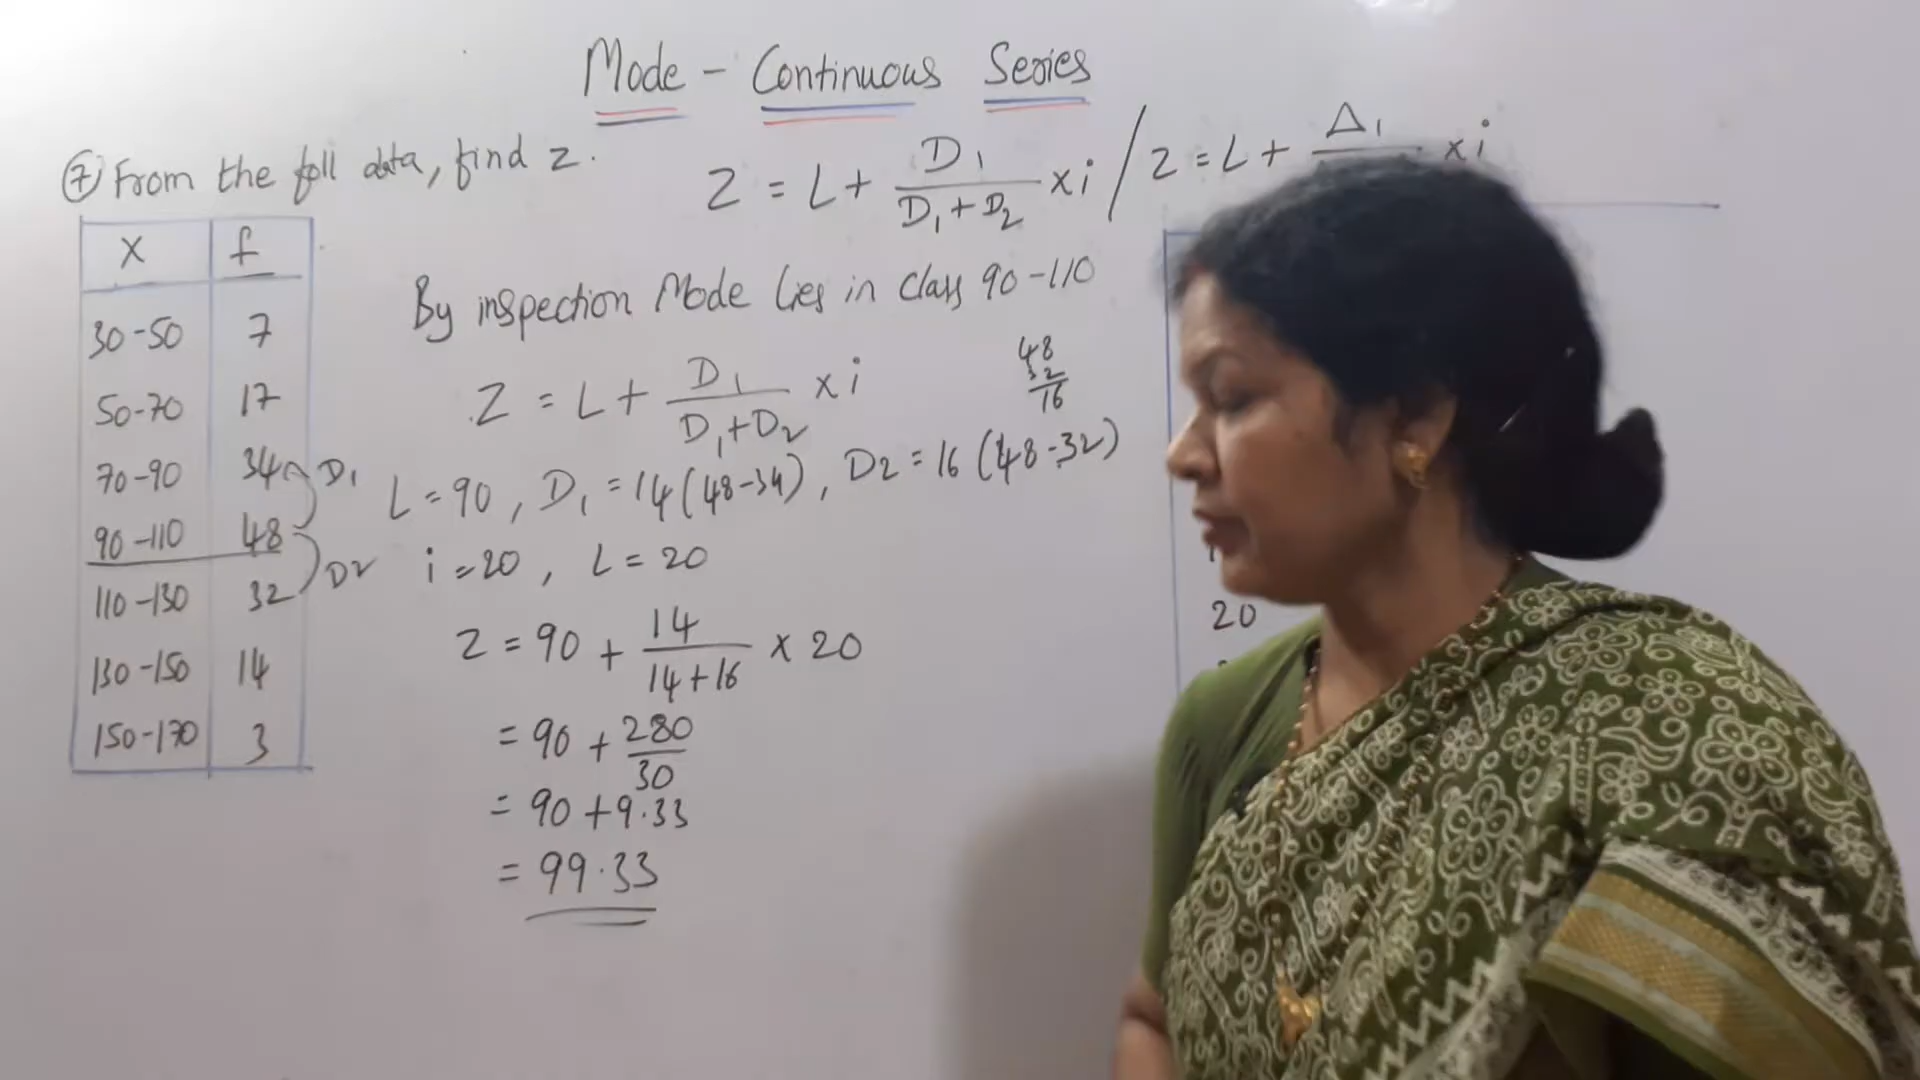 Mode - Continuous Series
⑦ From the foll data, find z.
Z = L + D1 / D1 + D2 x i / Z = L + Δ1 x i
X f
30-50 7
50-70 17
70-90 34 D1
90-110 48
110-130 32 D2
130-150 14
150-170 3
By inspection Mode lies in class 90-110
Z = L + D1 / D1 + D2 x i
48
32
16
L = 90, D1 = 14 (48-34), D2 = 16 (48-32)
i = 20, L = 20
Z = 90 + 14 / 14+16 x 20
= 90 + 280 / 30
= 90 + 9.33
= 99.33
20